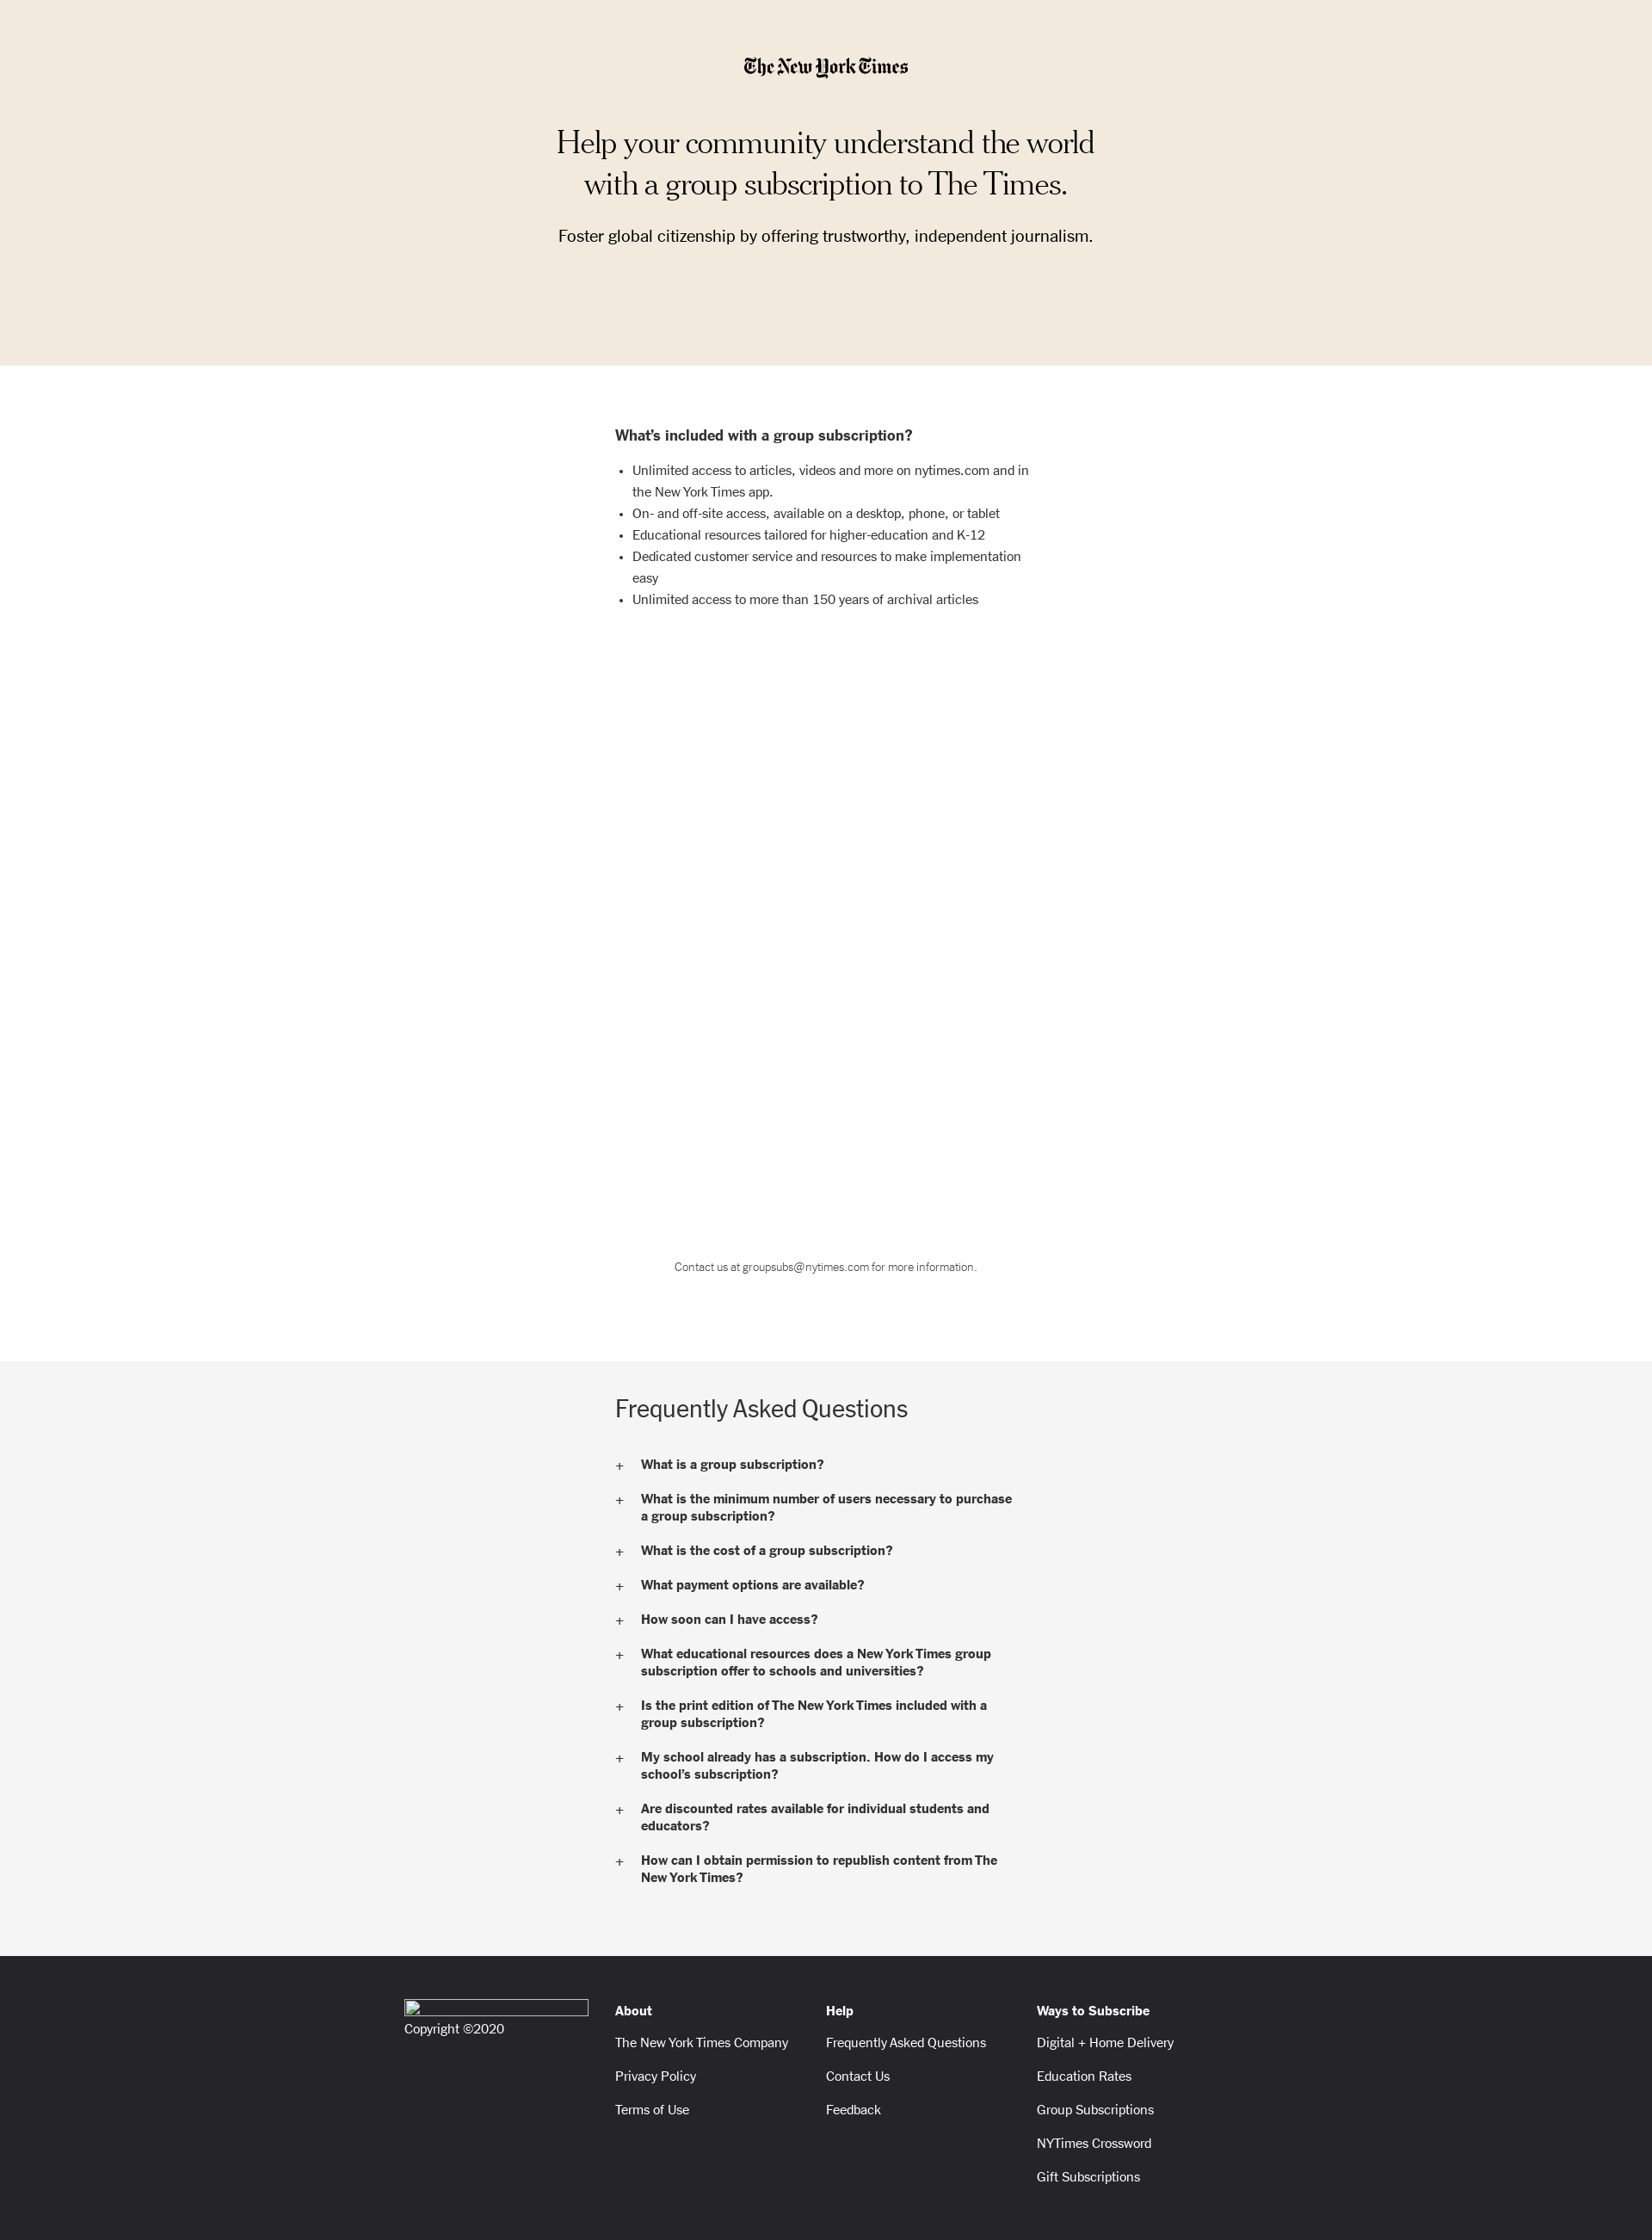 The New York Times
Help your community understand the world
with a group subscription to The Times.
Foster global citizenship by offering trustworthy, independent journalism.
What’s included with a group subscription?
• Unlimited access to articles, videos and more on nytimes.com and in
the New York Times app.
• On- and off-site access, available on a desktop, phone, or tablet
• Educational resources tailored for higher-education and K-12
• Dedicated customer service and resources to make implementation
easy
• Unlimited access to more than 150 years of archival articles
Contact us at groupsubs@nytimes.com for more information.
Frequently Asked Questions
+ What is a group subscription?
+ What is the minimum number of users necessary to purchase
a group subscription?
+ What is the cost of a group subscription?
+ What payment options are available?
+ How soon can I have access?
+ What educational resources does a New York Times group
subscription offer to schools and universities?
+ Is the print edition of The New York Times included with a
group subscription?
+ My school already has a subscription. How do I access my
school’s subscription?
+ Are discounted rates available for individual students and
educators?
+ How can I obtain permission to republish content from The
New York Times?
Copyright ©2020
About
The New York Times Company
Privacy Policy
Terms of Use
Help
Frequently Asked Questions
Contact Us
Feedback
Ways to Subscribe
Digital + Home Delivery
Education Rates
Group Subscriptions
NYTimes Crossword
Gift Subscriptions